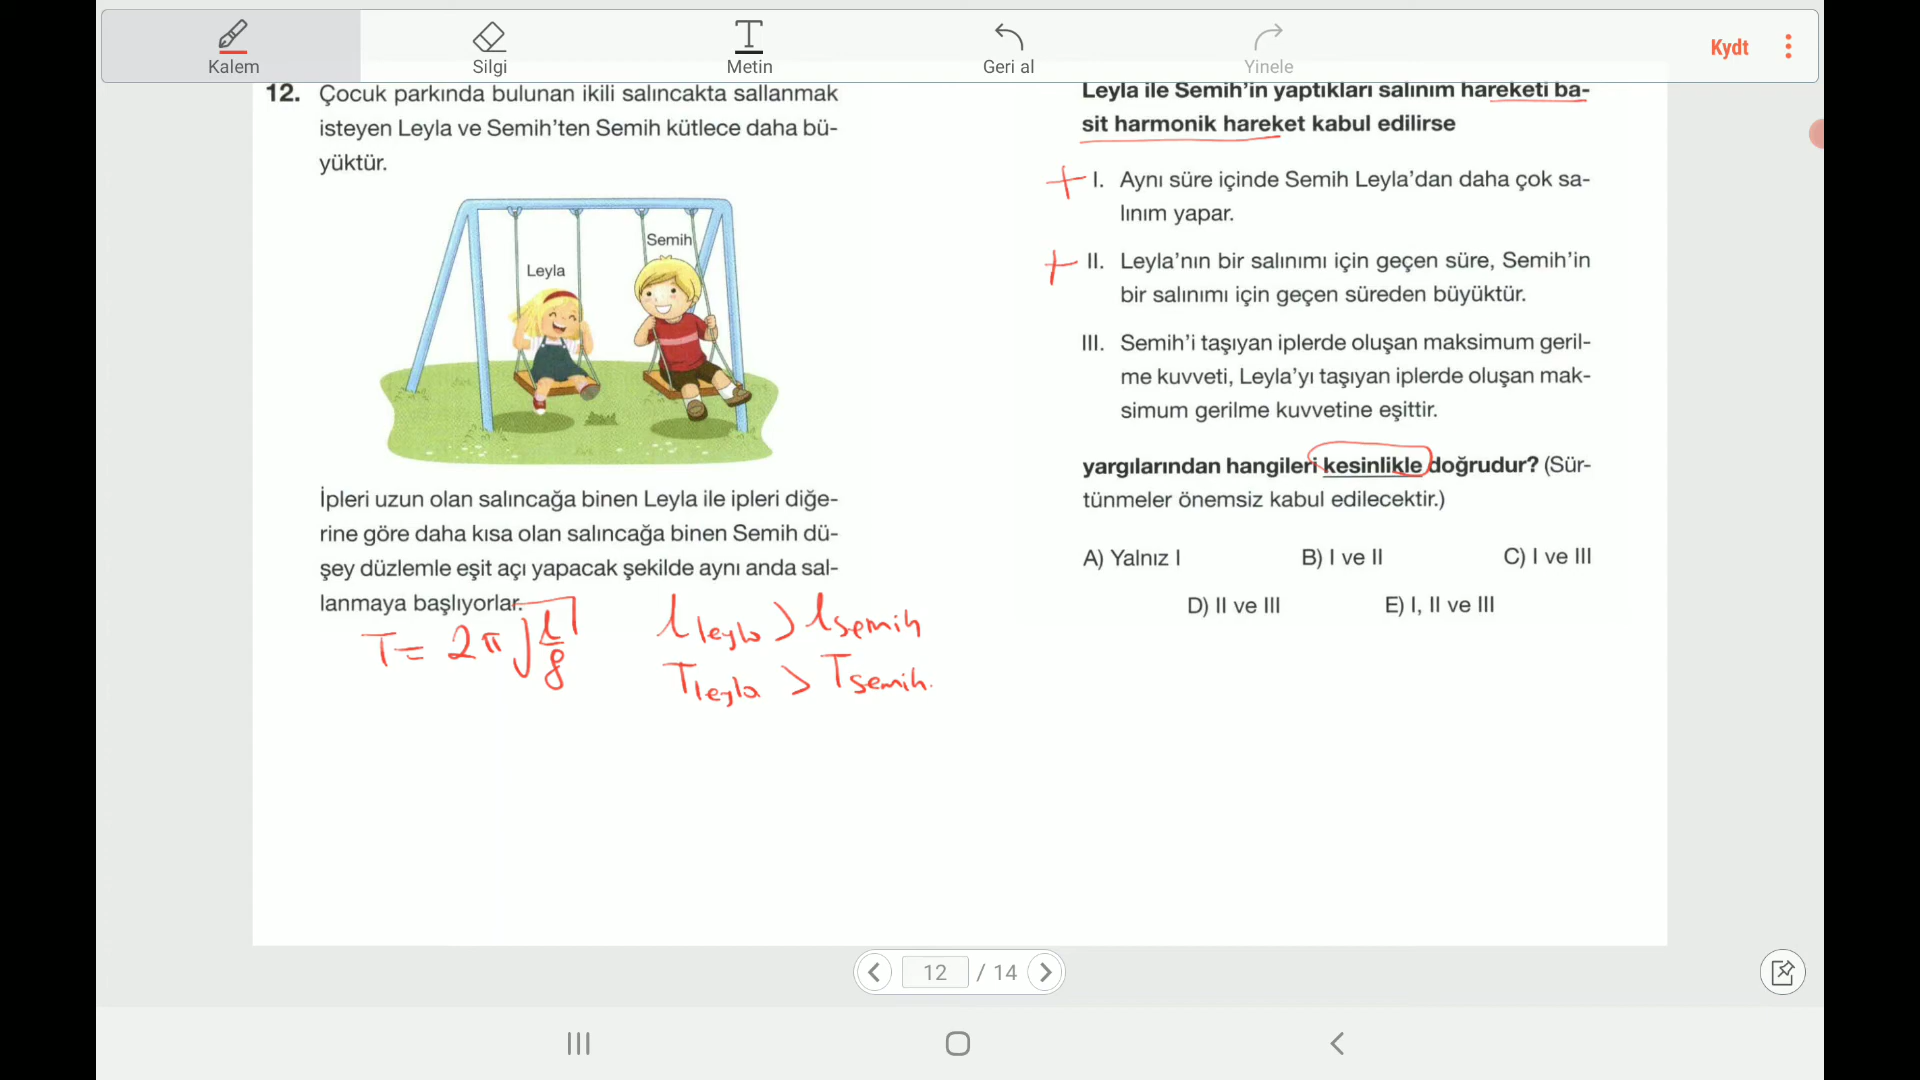 Kalem
Silgi
Metin
Geri al
Yinele
Kydt
12. Çocuk parkında bulunan ikili salıncakta sallanmak
isteyen Leyla ve Semih’ten Semih kütlece daha bü-
yüktür.
Semih
Leyla
İpleri uzun olan salıncağa binen Leyla ile ipleri diğe-
rine göre daha kısa olan salıncağa binen Semih dü-
şey düzlemle eşit açı yapacak şekilde aynı anda sal-
lanmaya başlıyorlar.
T = 2π√l/g
l leyla > l semih
T leyla > T semih.
Leyla ile Semih’in yaptıkları salınım hareketi ba-
sit harmonik hareket kabul edilirse
+ I. Aynı süre içinde Semih Leyla’dan daha çok sa-
lınım yapar.
+ II. Leyla’nın bir salınımı için geçen süre, Semih’in
bir salınımı için geçen süreden büyüktür.
III. Semih’i taşıyan iplerde oluşan maksimum geril-
me kuvveti, Leyla’yı taşıyan iplerde oluşan mak-
simum gerilme kuvvetine eşittir.
yargılarından hangileri kesinlikle doğrudur? (Sür-
tünmeler önemsiz kabul edilecektir.)
A) Yalnız I B) I ve II C) I ve III
D) II ve III E) I, II ve III
12 / 14